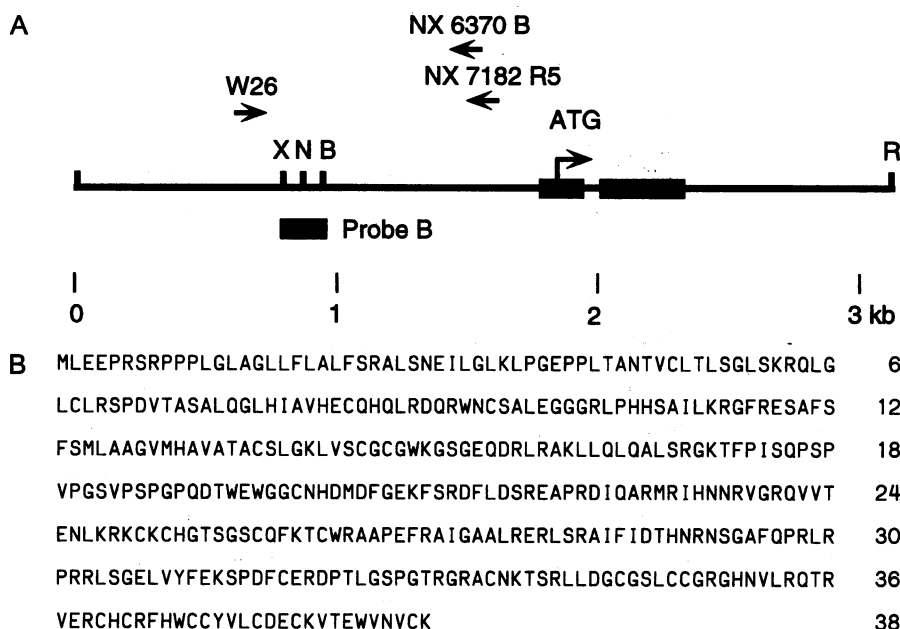 A
NX 6370 B
NX 7182 R5
W26
ATG
X N B
R
Probe B
0 1 2 3 kb
B
MLEEPRSRPPPLGLAGLLFLALFSRALSNEILGLKLPGEPPLTANTVCLTLSGLSKRQLG 6
LCLRSPDVTASALQGLHIAVHECQHQLRDQRWNCSALEGGGRLPHHSAILKRGFRESAFS 12
FSMLAAGVMHAVATACSLGKLVSCGCGWKGSGEQDRLRAKLLQLQALSRGKTFPISQPSP 18
VPGSVPSPGPQDTWEWGGCNHDMDFGEKFSRDFLDSREAPRDIQARMRIHNNRVGRQVVT 24
ENLKRKCKCHGTSGSCQFKTCWRAAPEFRAIGAALRERLSRAIFIDTHNRNSGAFQPRLR 30
PRRLSGELVYFEKSPDFCERDPTLGSPGTRGRACNKTSRLLDGCGSLCCGRGHNVLRQTR 36
VERCHCRFHWCCYVLCDECKVTEWVNVCK 38